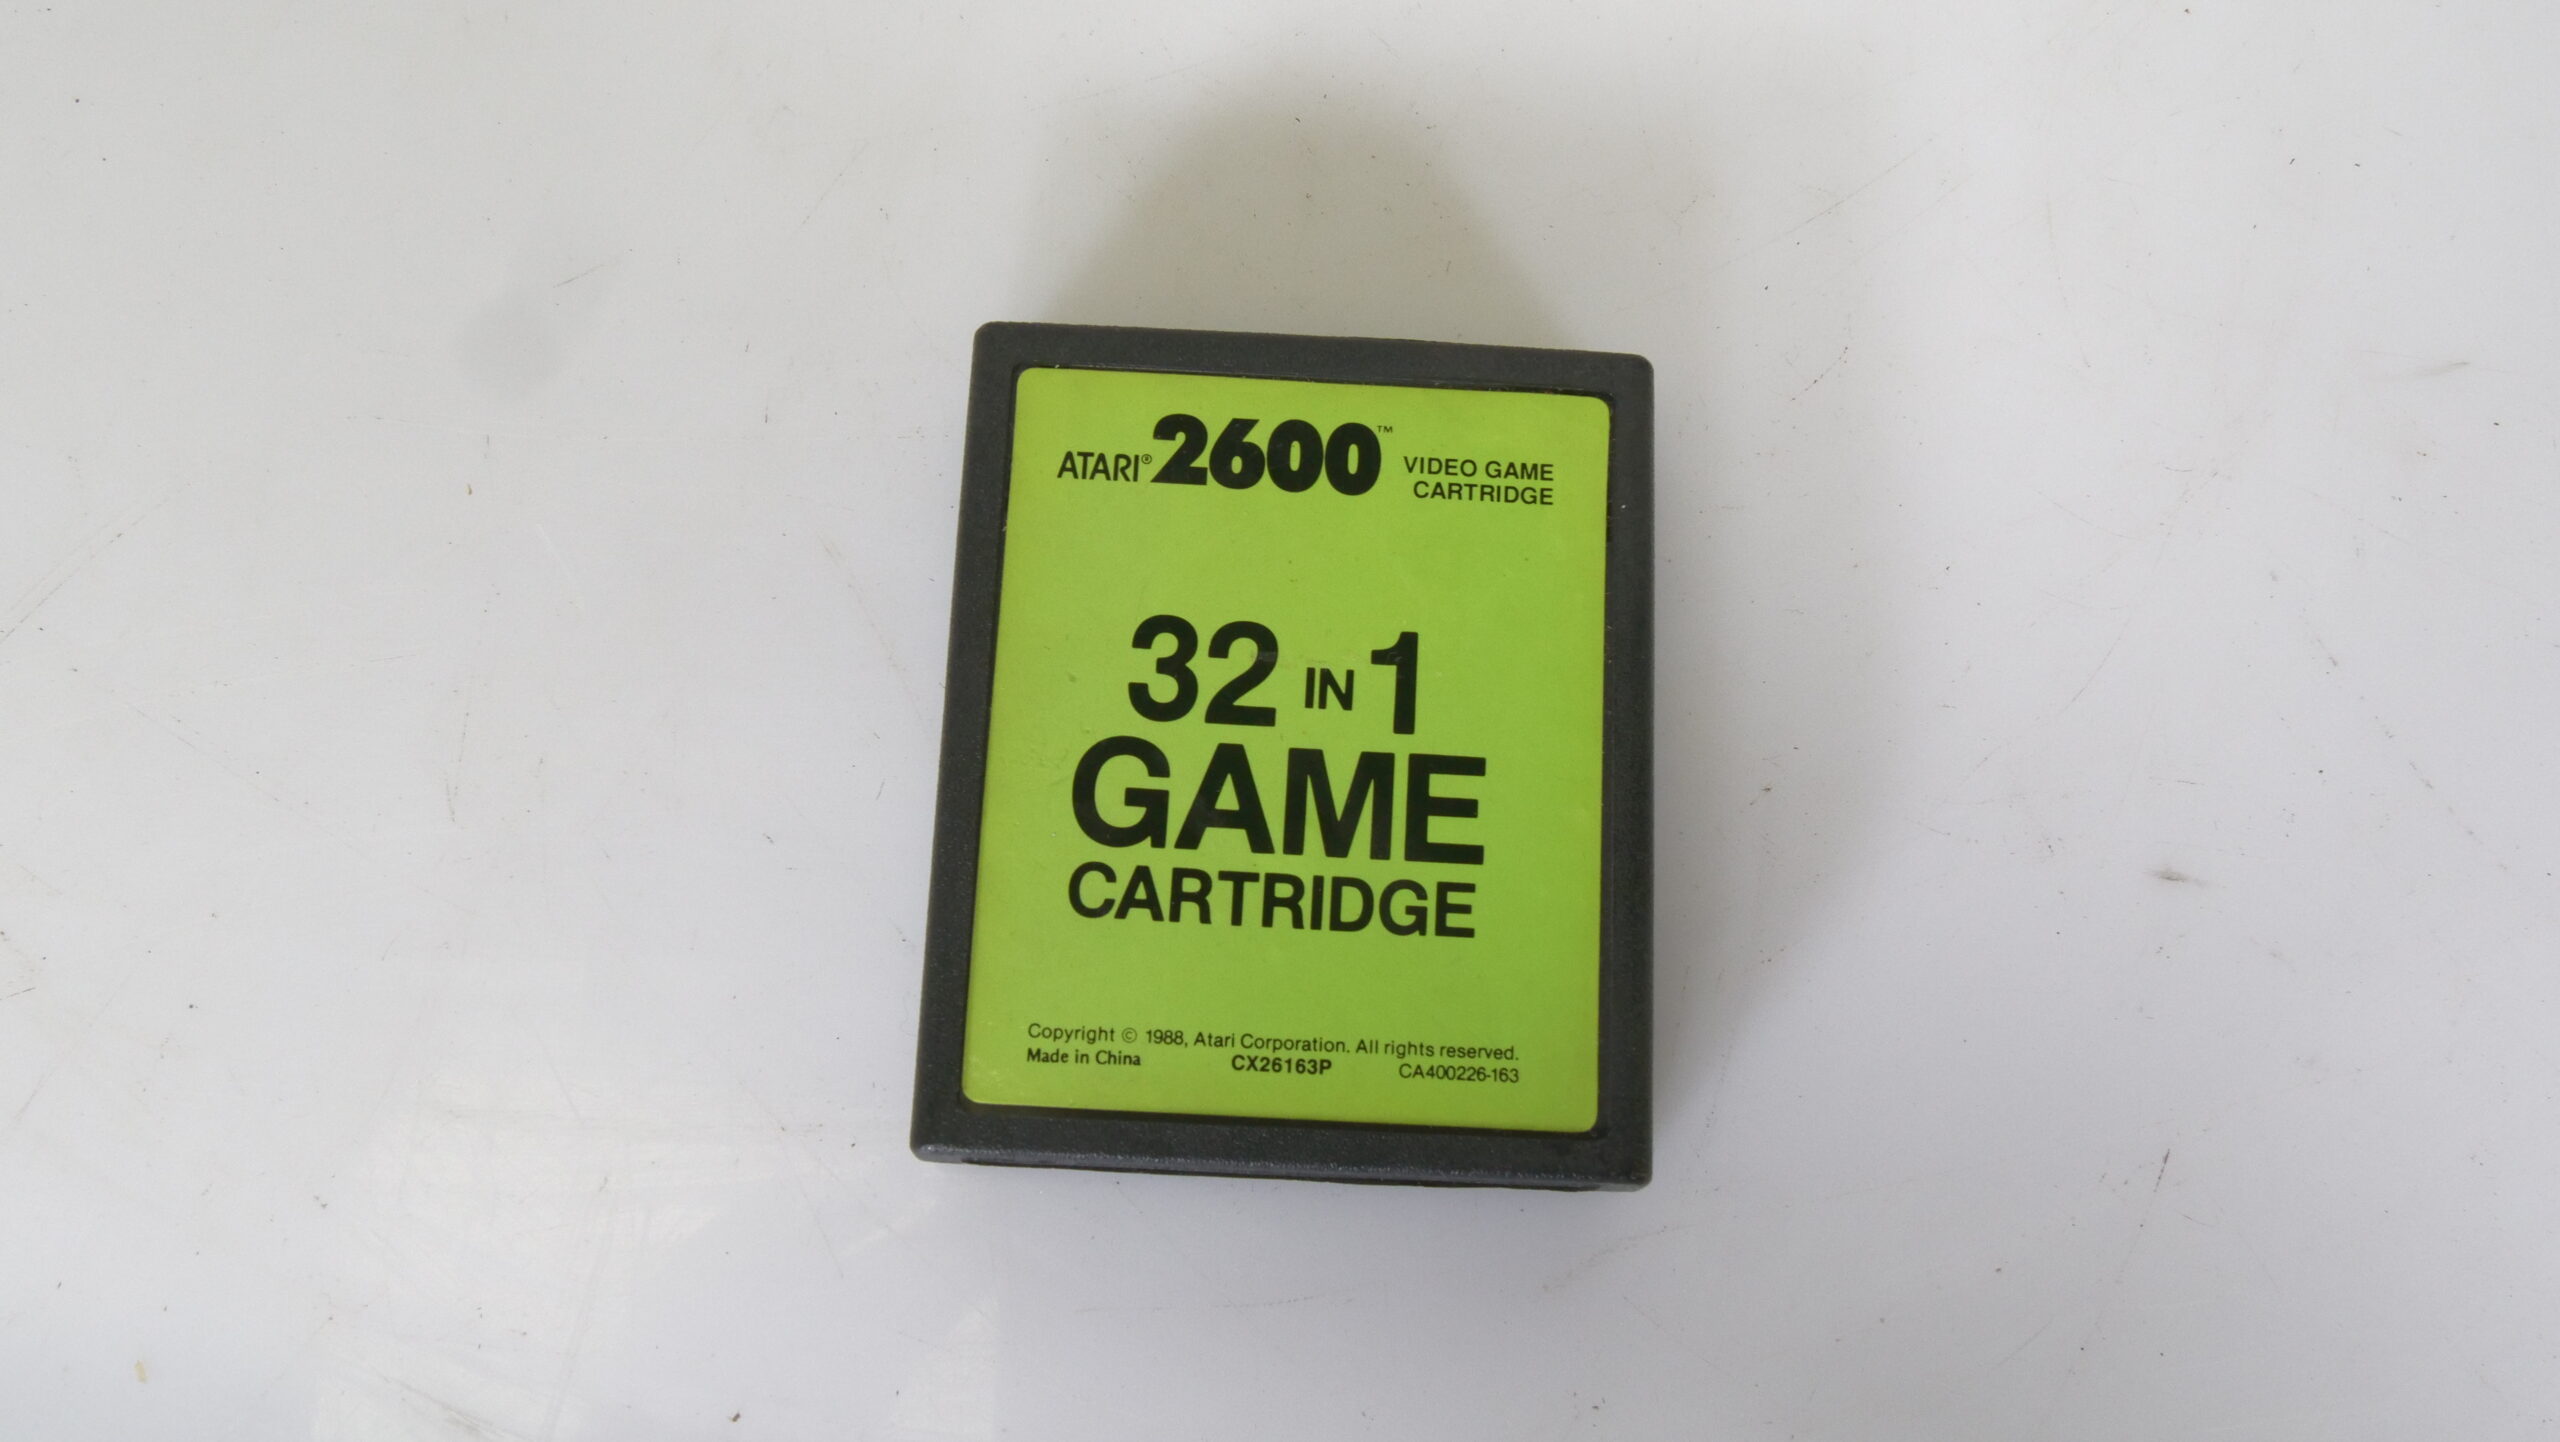 ATARI® 2600™ VIDEO GAME
CARTRIDGE
32 IN 1
GAME
CARTRIDGE
Copyright © 1988, Atari Corporation. All rights reserved.
Made in China CX26163P CA400226-163